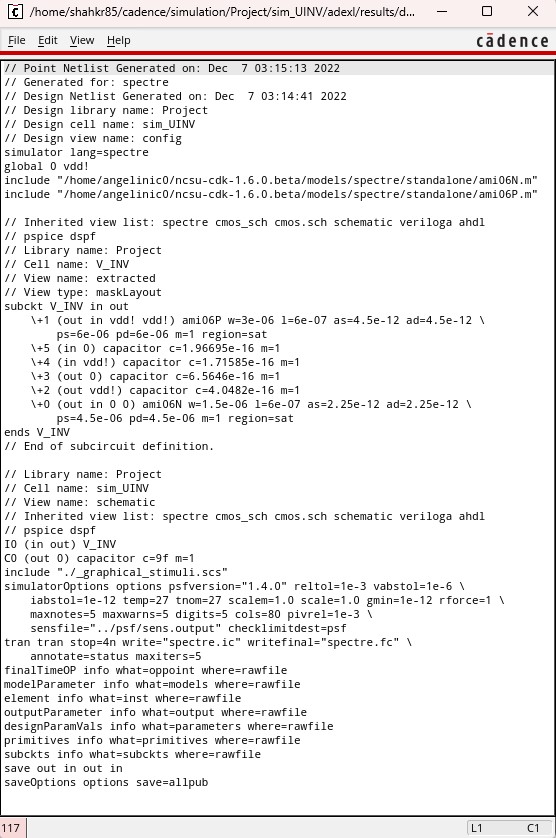 /home/shahkr85/cadence/simulation/Project/sim_UINV/adexl/results/d...
File Edit View Help cādence
// Point Netlist Generated on: Dec  7 03:15:13 2022
// Generated for: spectre
// Design Netlist Generated on: Dec  7 03:14:41 2022
// Design library name: Project
// Design cell name: sim_UINV
// Design view name: config
simulator lang=spectre
global 0 vdd!
include "/home/angelinic0/ncsu-cdk-1.6.0.beta/models/spectre/standalone/ami06N.m"
include "/home/angelinic0/ncsu-cdk-1.6.0.beta/models/spectre/standalone/ami06P.m"

// Inherited view list: spectre cmos_sch cmos.sch schematic veriloga ahdl
// pspice dspf
// Library name: Project
// Cell name: V_INV
// View name: extracted
// View type: maskLayout
subckt V_INV in out
    \+1 (out in vdd! vdd!) ami06P w=3e-06 l=6e-07 as=4.5e-12 ad=4.5e-12 \
        ps=6e-06 pd=6e-06 m=1 region=sat
    \+5 (in 0) capacitor c=1.96695e-16 m=1
    \+4 (in vdd!) capacitor c=1.71585e-16 m=1
    \+3 (out 0) capacitor c=6.5646e-16 m=1
    \+2 (out vdd!) capacitor c=4.0482e-16 m=1
    \+0 (out in 0 0) ami06N w=1.5e-06 l=6e-07 as=2.25e-12 ad=2.25e-12 \
        ps=4.5e-06 pd=4.5e-06 m=1 region=sat
ends V_INV
// End of subcircuit definition.

// Library name: Project
// Cell name: sim_UINV
// View name: schematic
// Inherited view list: spectre cmos_sch cmos.sch schematic veriloga ahdl
// pspice dspf
I0 (in out) V_INV
C0 (out 0) capacitor c=9f m=1
include "./_graphical_stimuli.scs"
simulatorOptions options psfversion="1.4.0" reltol=1e-3 vabstol=1e-6 \
    iabstol=1e-12 temp=27 tnom=27 scalem=1.0 scale=1.0 gmin=1e-12 rforce=1 \
    maxnotes=5 maxwarns=5 digits=5 cols=80 pivrel=1e-3 \
    sensfile="../psf/sens.output" checklimitdest=psf
tran tran stop=4n write="spectre.ic" writefinal="spectre.fc" \
    annotate=status maxiters=5
finalTimeOP info what=oppoint where=rawfile
modelParameter info what=models where=rawfile
element info what=inst where=rawfile
outputParameter info what=output where=rawfile
designParamVals info what=parameters where=rawfile
primitives info what=primitives where=rawfile
subckts info what=subckts where=rawfile
save out in out in
saveOptions options save=allpub
117 L1 C1